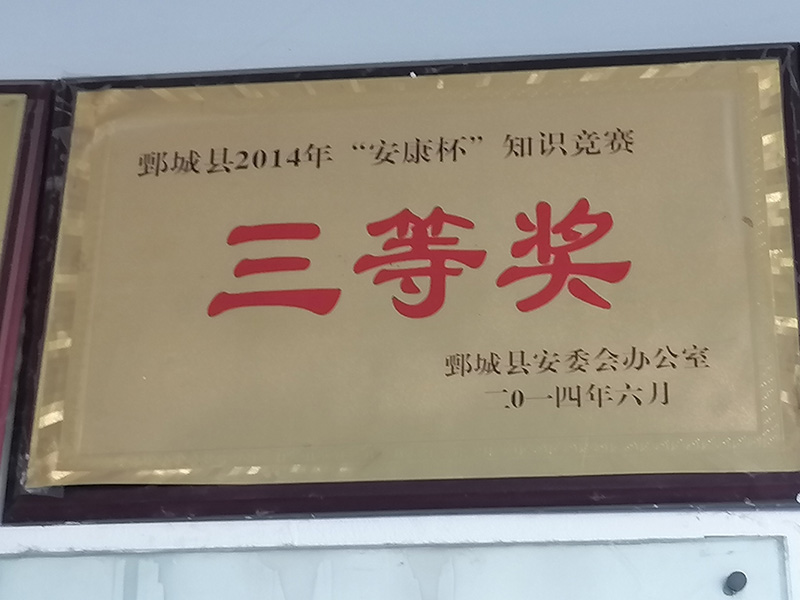 鄄城县2014年“安康杯”知识竞赛
三等奖
鄄城县安委会办公室
二0一四年六月